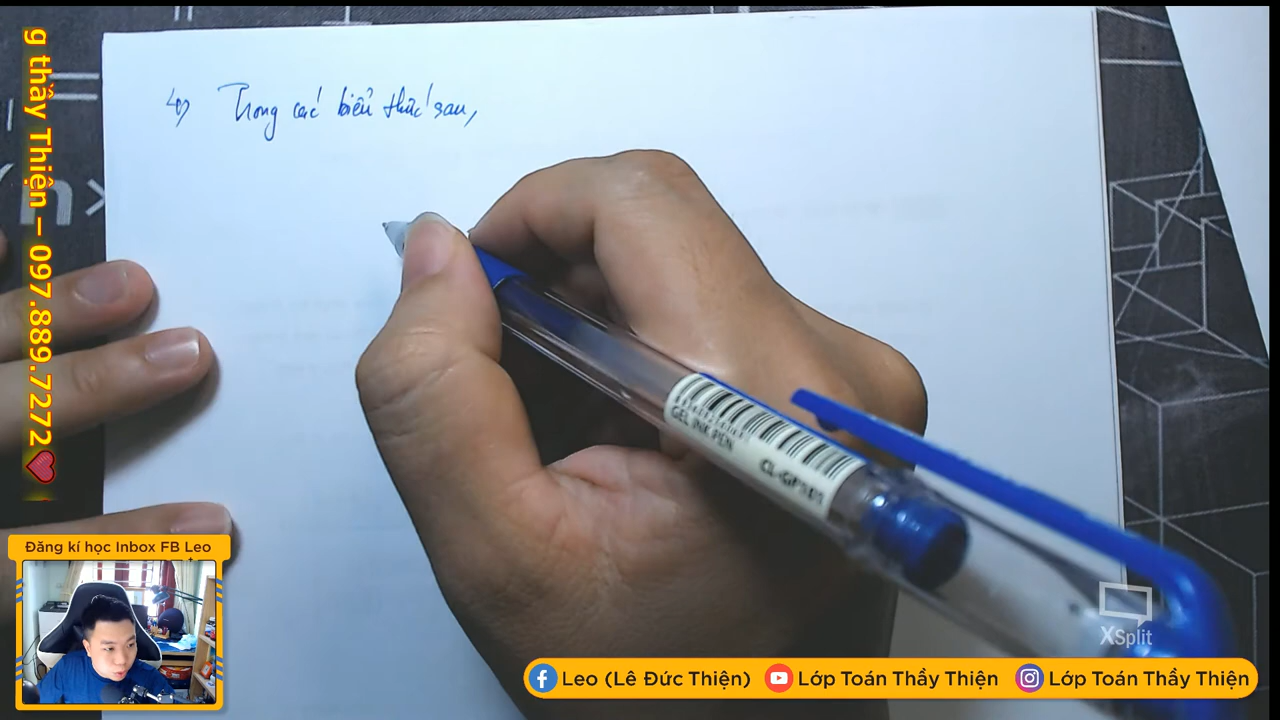 4) Trong các biểu thức sau,
g thầy Thiện – 097.889.7272
GEL INK PEN
Đăng kí học Inbox FB Leo
XSplit
Leo (Lê Đức Thiện) Lớp Toán Thầy Thiện Lớp Toán Thầy Thiện